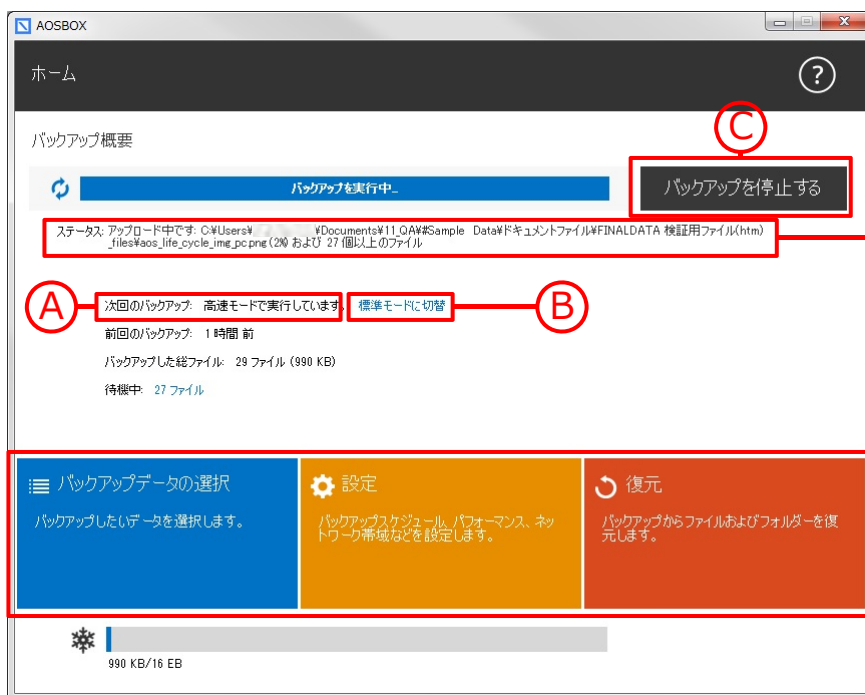 AOSBOX
ホーム
?
バックアップ概要
C
バックアップを実行中...
バックアップを停止する
ステータス: アップロード中です: C:¥Users¥ ¥Documents¥11_QA¥#Sample Data¥ドキュメントファイル¥FINALDATA 検証用ファイル(htm)
_files¥aos_life_cycle_img_pc.png (2%) および 27 個以上のファイル
A
次回のバックアップ: 高速モードで実行しています。 標準モードに切替
B
前回のバックアップ: 1 時間 前
バックアップした総ファイル: 29 ファイル (990 KB)
待機中: 27 ファイル
バックアップデータの選択
バックアップしたいデータを選択します。
設定
バックアップスケジュール、パフォーマンス、ネッ
トワーク帯域などを設定します。
復元
バックアップからファイルおよびフォルダーを復
元します。
990 KB/16 EB